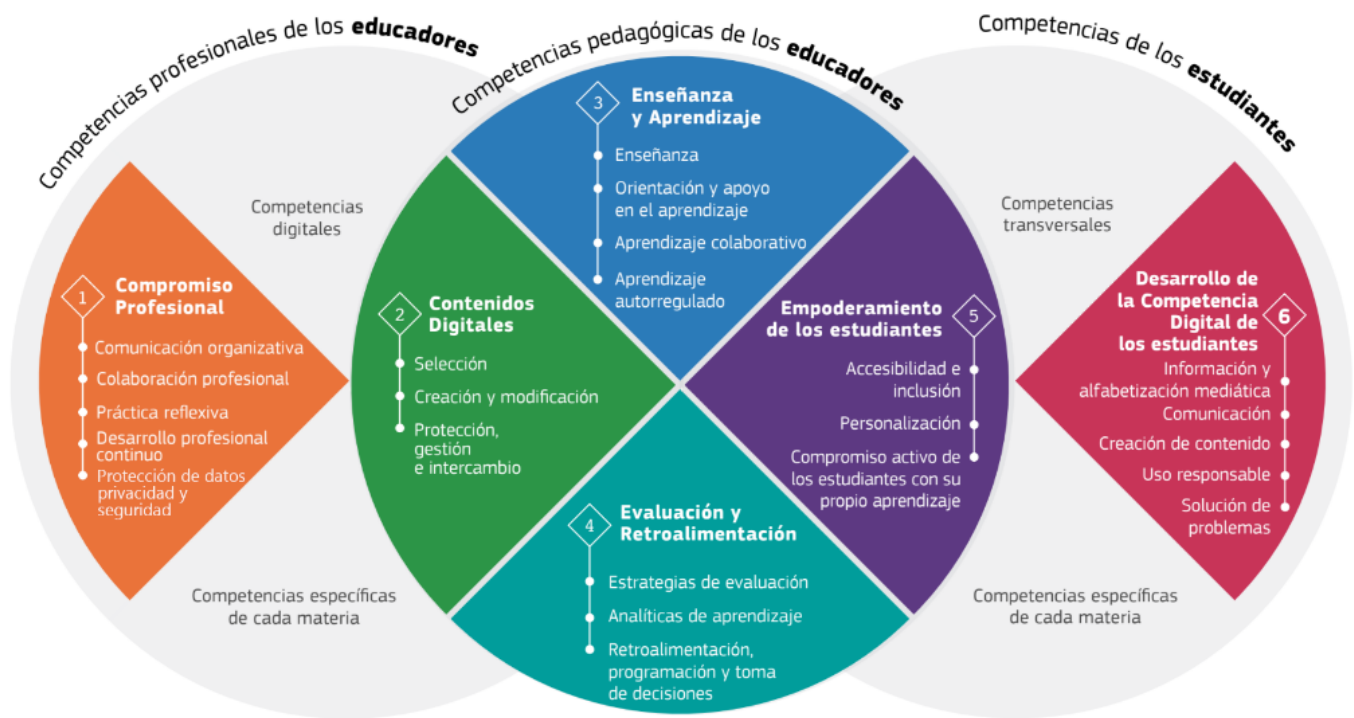 Competencias profesionales de los educadores
Competencias pedagógicas de los educadores
Competencias de los estudiantes
Competencias
digitales
Competencias
transversales
1
Compromiso
Profesional
Comunicación organizativa
Colaboración profesional
Práctica reflexiva
Desarrollo profesional
continuo
Protección de datos
privacidad y
seguridad
2
Contenidos
Digitales
Selección
Creación y modificación
Protección,
gestión
e intercambio
3
Enseñanza
y Aprendizaje
Enseñanza
Orientación y apoyo
en el aprendizaje
Aprendizaje colaborativo
Aprendizaje
autorregulado
4
Evaluación y
Retroalimentación
Estrategias de evaluación
Analíticas de aprendizaje
Retroalimentación,
programación y toma
de decisiones
5
Empoderamiento
de los estudiantes
Accesibilidad e
inclusión
Personalización
Compromiso activo de
los estudiantes con su
propio aprendizaje
6
Desarrollo de
la Competencia
Digital de
los estudiantes
Información y
alfabetización mediática
Comunicación
Creación de contenido
Uso responsable
Solución de
problemas
Competencias específicas
de cada materia
Competencias específicas
de cada materia